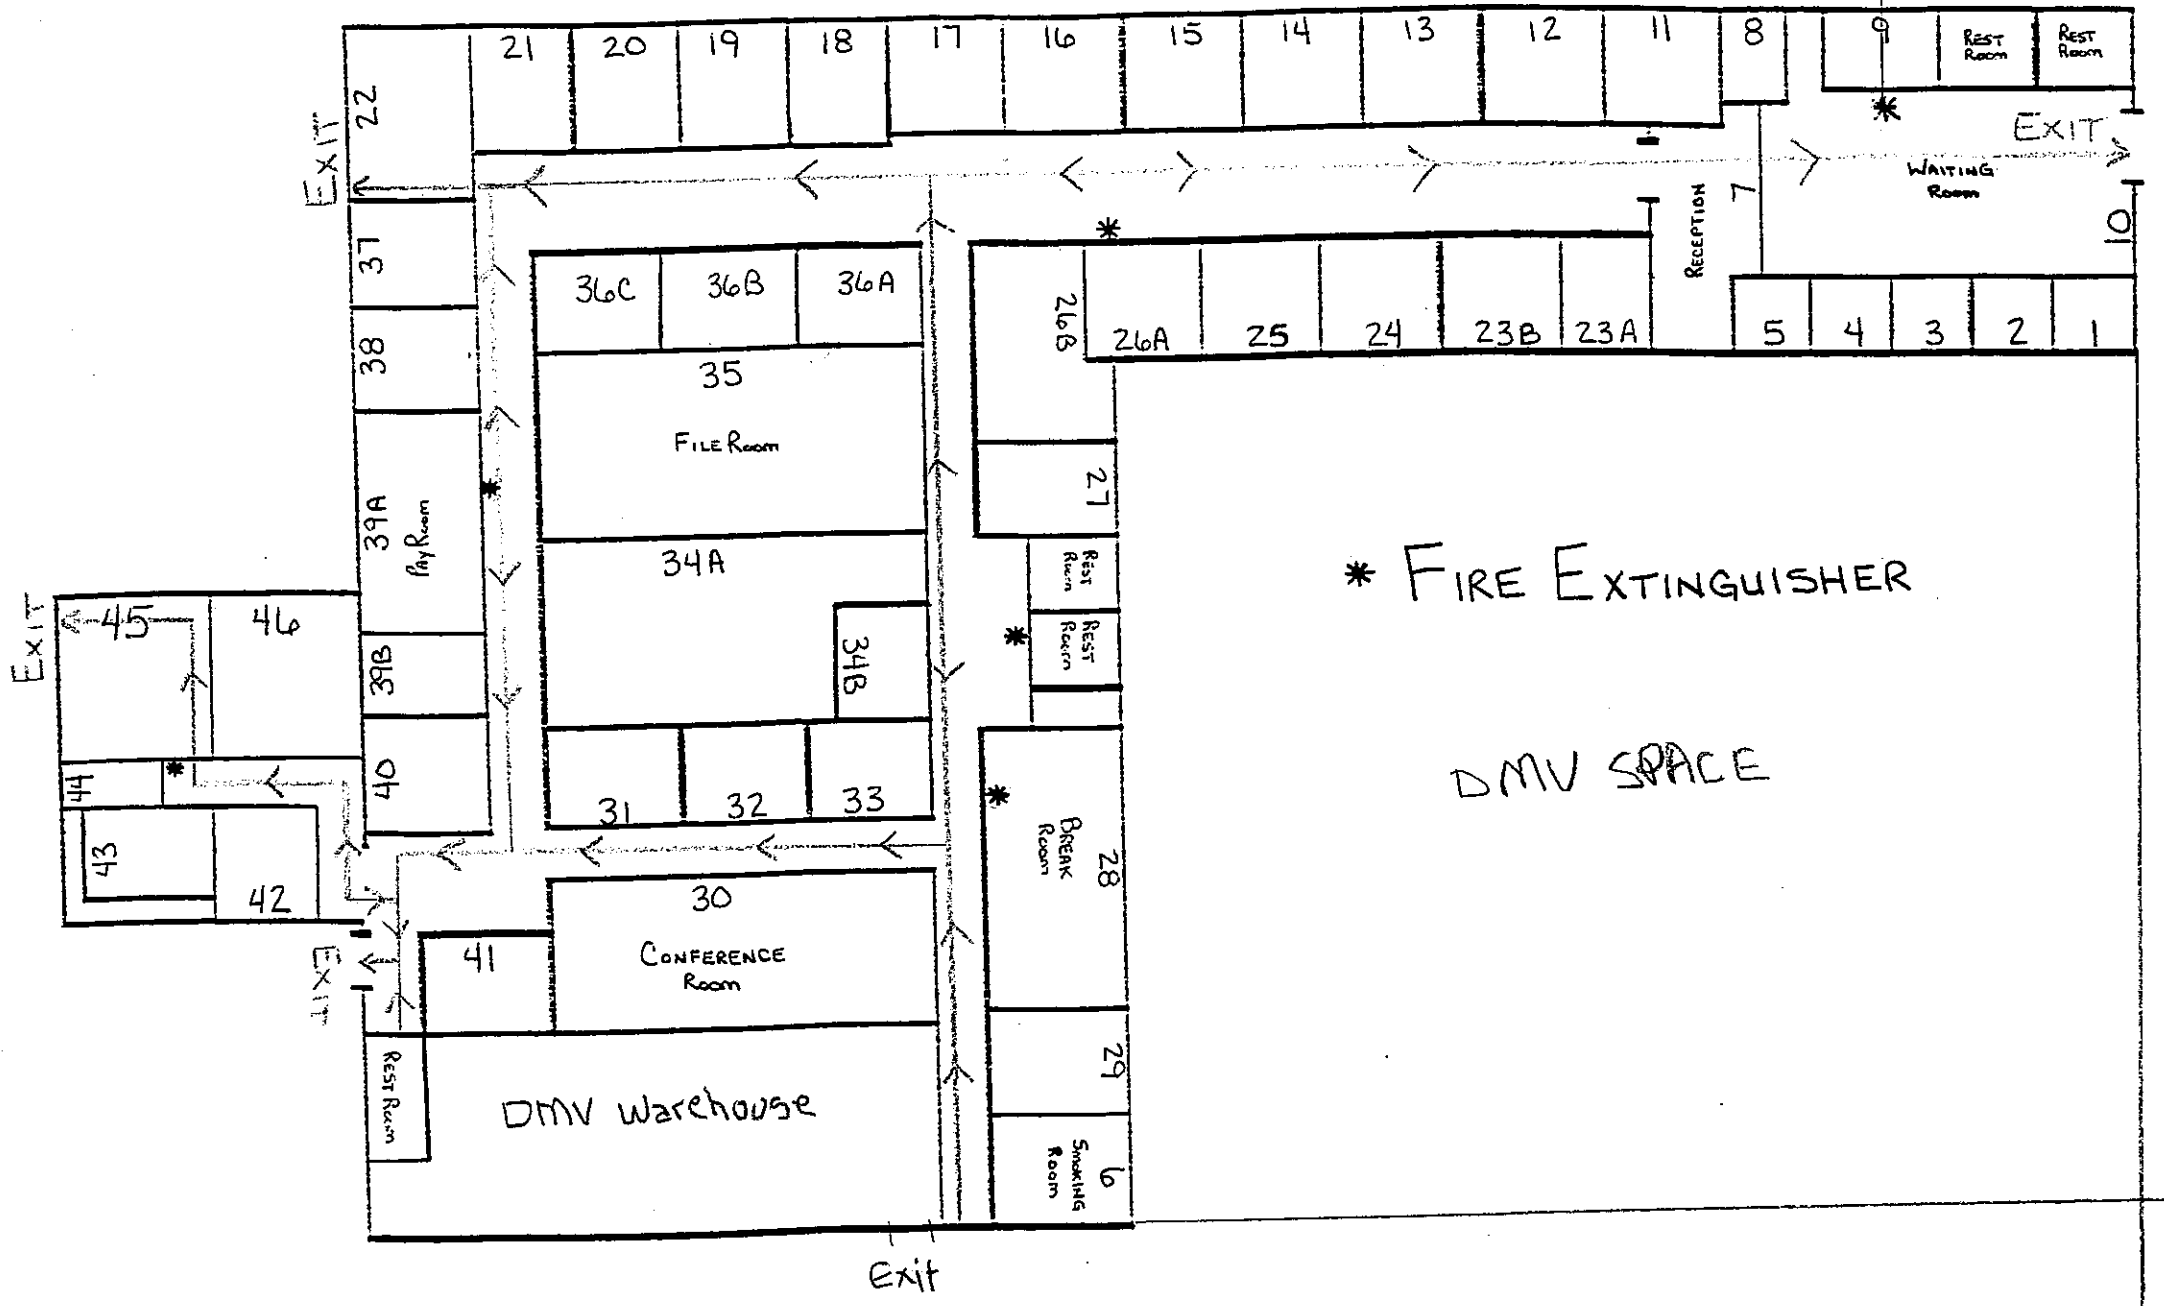 21 20 19 18 17 16 15 14 13 12 11 8 9 REST Room REST Room
22
EXIT
EXIT
WAITING
Room
7
RECEPTION
10
37
36C 36B 36A
26B
26A 25 24 23B 23A 5 4 3 2 1
38
35
FILE Room
27
39A
PAY Room
34A
REST
Room
* FIRE EXTINGUISHER
EXIT
45 46
REST
Room
39B
34B
DMV SPACE
44
40
31 32 33
BREAK
Room
28
43
42
30
CONFERENCE
Room
41
EXIT
29
REST Room
DMV Warehouse
SMOKING
Room
6
Exit